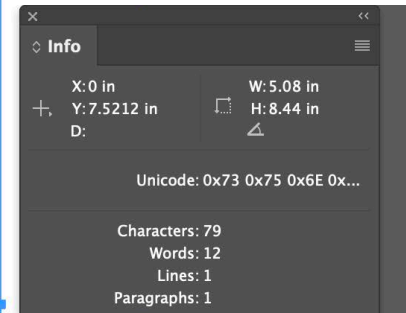 Info
X: 0 in
Y: 7.5212 in
D:
W: 5.08 in
H: 8.44 in
Unicode: 0x73 0x75 0x6E 0x...
Characters: 79
Words: 12
Lines: 1
Paragraphs: 1